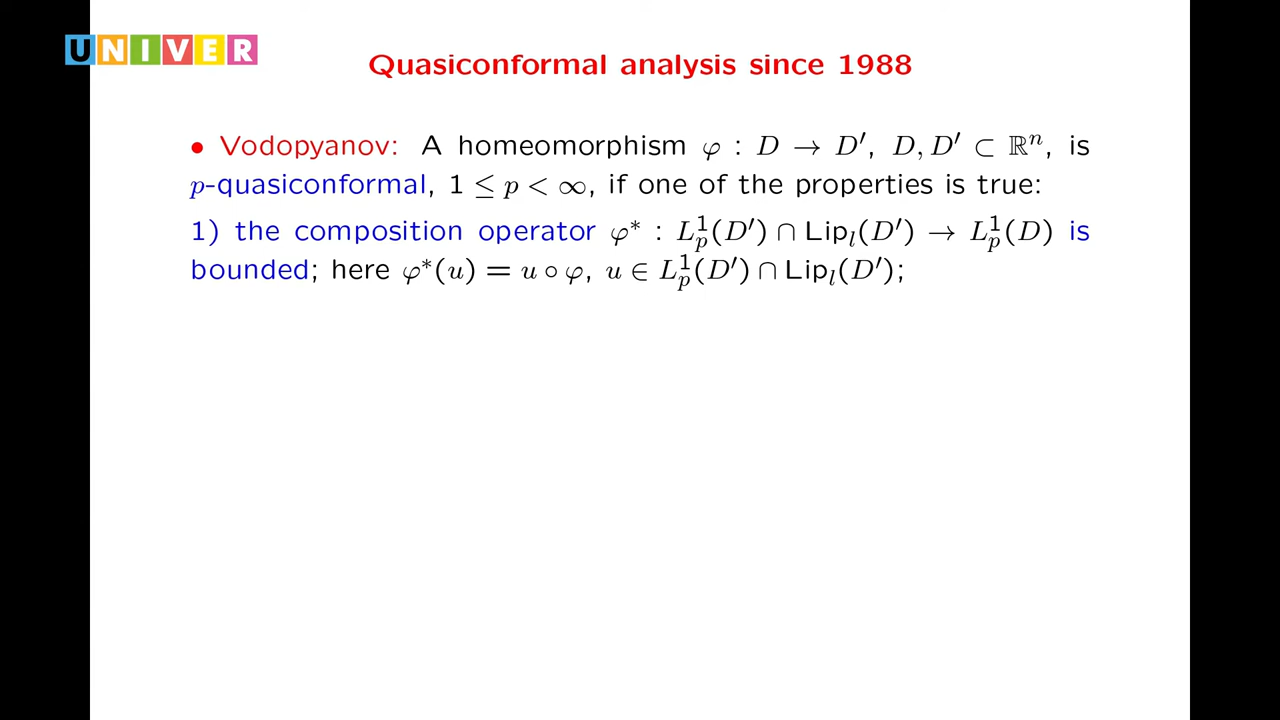 UNIVER
Quasiconformal analysis since 1988
• Vodopyanov: A homeomorphism φ : D → D′, D, D′ ⊂ ℝⁿ, is
p-quasiconformal, 1 ≤ p < ∞, if one of the properties is true:
1) the composition operator φ* : L¹ₚ(D′) ∩ Lipₗ(D′) → L¹ₚ(D) is
bounded; here φ*(u) = u ∘ φ, u ∈ L¹ₚ(D′) ∩ Lipₗ(D′);